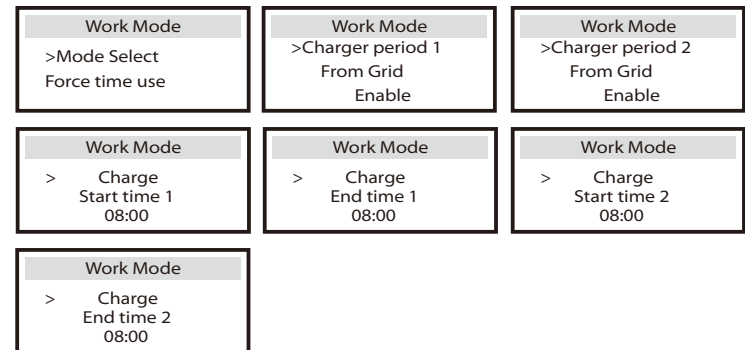 Work Mode
>Mode Select
Force time use
Work Mode
>Charger period 1
From Grid
Enable
Work Mode
>Charger period 2
From Grid
Enable
Work Mode
> Charge
Start time 1
08:00
Work Mode
> Charge
End time 1
08:00
Work Mode
> Charge
Start time 2
08:00
Work Mode
> Charge
End time 2
08:00